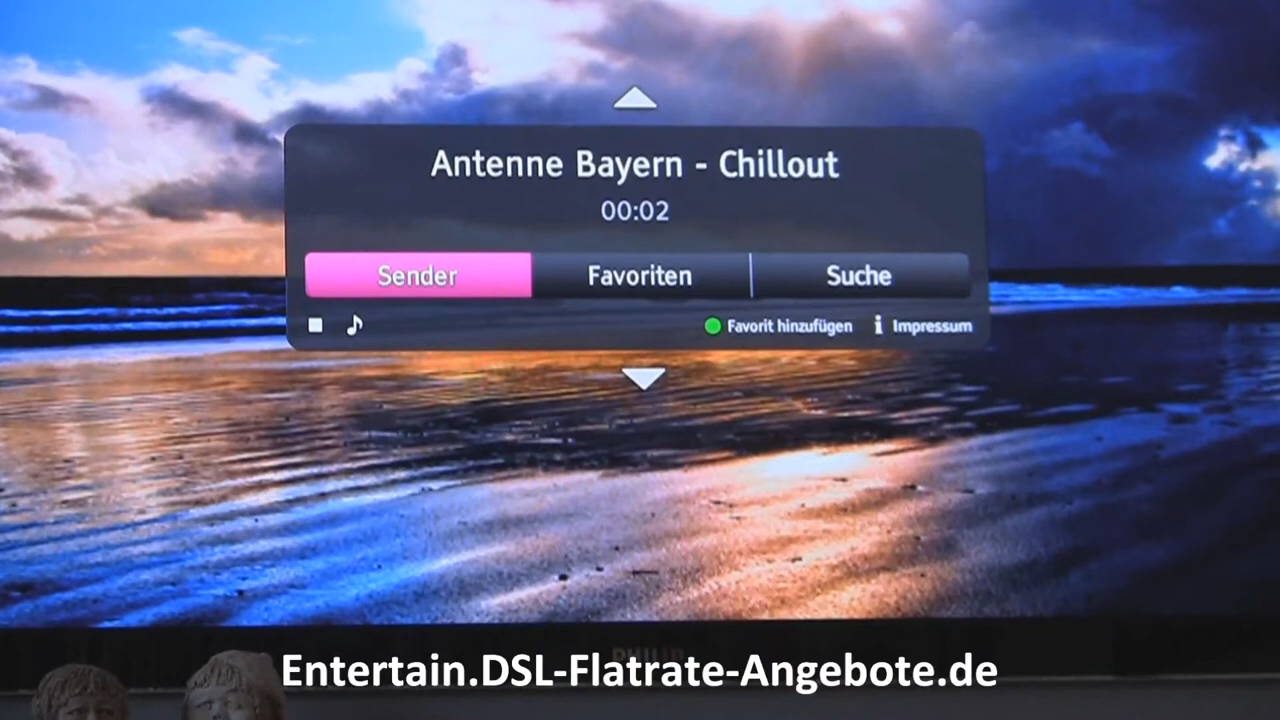 Antenne Bayern - Chillout
00:02
Sender Favoriten Suche
Favorit hinzufügen i Impressum
Entertain.DSL-Flatrate-Angebote.de